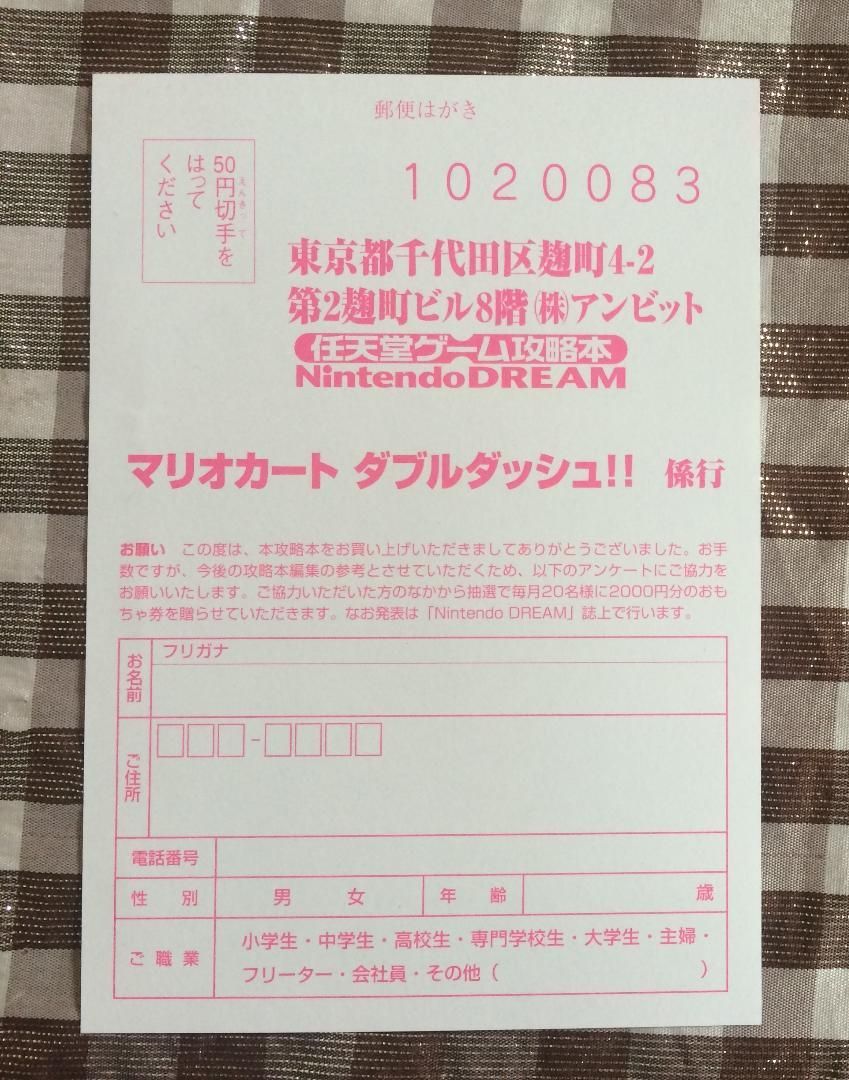 郵便はがき
50円切手を
えんきって
はって
ください
1020083
東京都千代田区麹町4-2
第2麹町ビル8階㈱アンビット
任天堂ゲーム攻略本
NintendoDREAM
マリオカート ダブルダッシュ!! 係行
お願い この度は、本攻略本をお買い上げいただきましてありがとうございました。お手
数ですが、今後の攻略本編集の参考とさせていただくため、以下のアンケートにご協力を
お願いいたします。ご協力いただいた方のなかから抽選で毎月20名様に2000円分のおも
ちゃ券を贈らせていただきます。なお発表は「Nintendo DREAM」誌上で行います。
お名前 フリガナ
ご住所 □□□-□□□□
電話番号
性別 男 女 年齢 歳
ご職業 小学生・中学生・高校生・専門学校生・大学生・主婦・
フリーター・会社員・その他( )